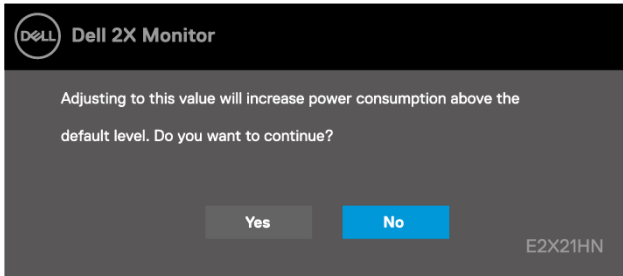 DELL Dell 2X Monitor
Adjusting to this value will increase power consumption above the
default level. Do you want to continue?
Yes No
E2X21HN